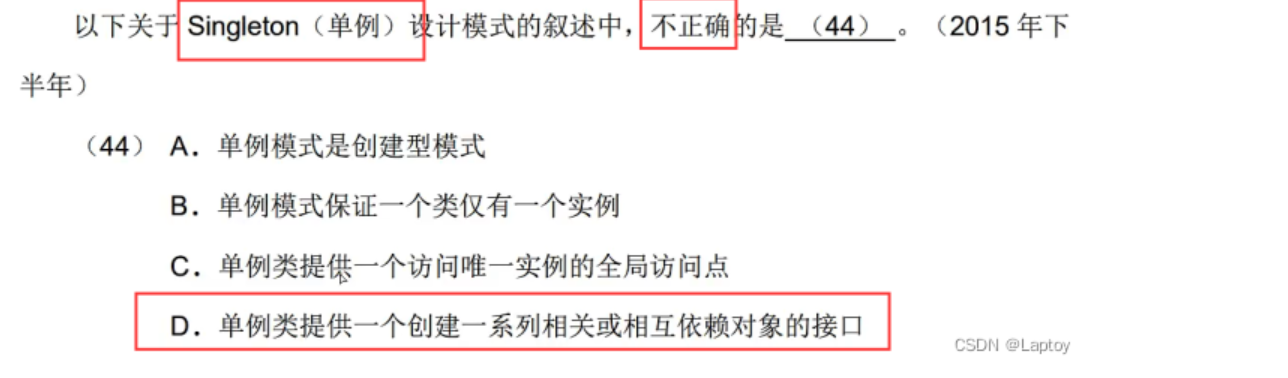 以下关于 Singleton（单例）设计模式的叙述中，不正确的是 （44） 。（2015 年下
半年）
（44） A．单例模式是创建型模式
B．单例模式保证一个类仅有一个实例
C．单例类提供一个访问唯一实例的全局访问点
D．单例类提供一个创建一系列相关或相互依赖对象的接口
CSDN @Laptoy